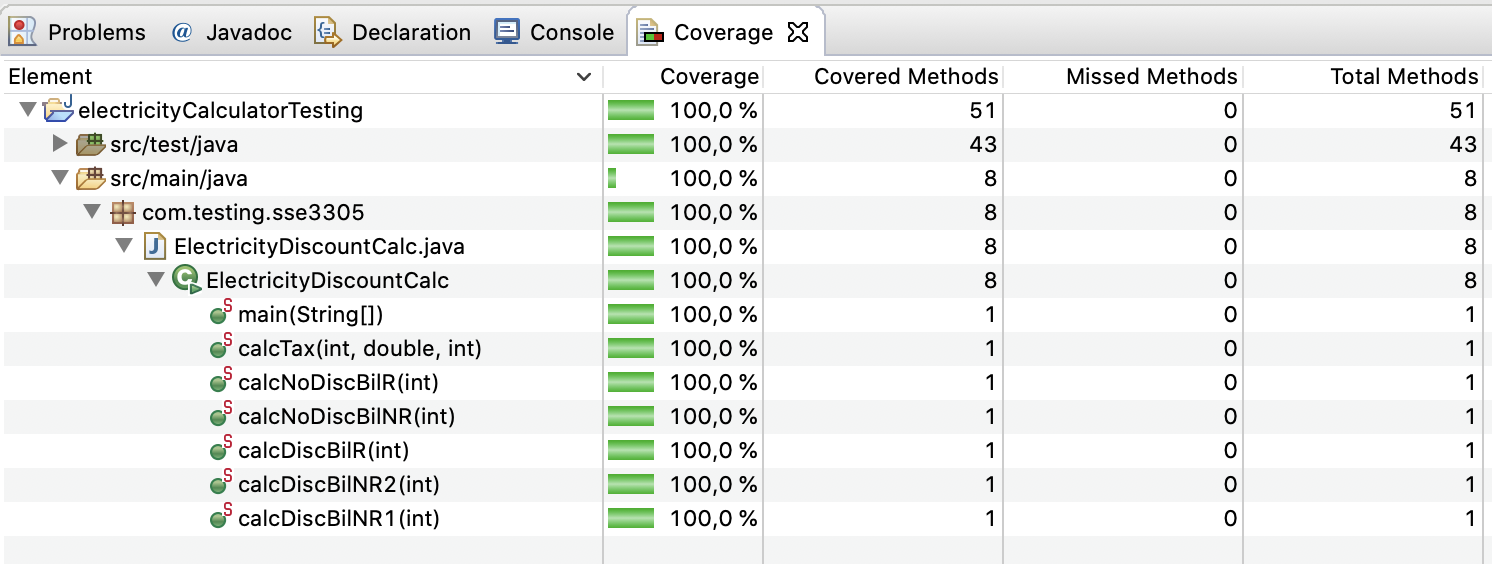 Problems @ Javadoc Declaration Console Coverage
Element Coverage Covered Methods Missed Methods Total Methods
electricityCalculatorTesting 100,0 % 51 0 51
src/test/java 100,0 % 43 0 43
src/main/java 100,0 % 8 0 8
com.testing.sse3305 100,0 % 8 0 8
J ElectricityDiscountCalc.java 100,0 % 8 0 8
C ElectricityDiscountCalc 100,0 % 8 0 8
S main(String[]) 100,0 % 1 0 1
S calcTax(int, double, int) 100,0 % 1 0 1
S calcNoDiscBilR(int) 100,0 % 1 0 1
S calcNoDiscBilNR(int) 100,0 % 1 0 1
S calcDiscBilR(int) 100,0 % 1 0 1
S calcDiscBilNR2(int) 100,0 % 1 0 1
S calcDiscBilNR1(int) 100,0 % 1 0 1